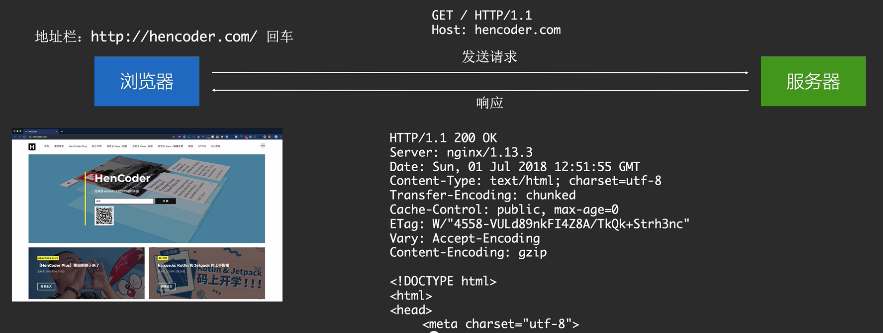 GET / HTTP/1.1
Host: hencoder.com
地址栏：http://hencoder.com/ 回车
发送请求
浏览器
服务器
响应
HTTP/1.1 200 OK
Server: nginx/1.13.3
Date: Sun, 01 Jul 2018 12:51:55 GMT
Content-Type: text/html; charset=utf-8
Transfer-Encoding: chunked
Cache-Control: public, max-age=0
ETag: W/"4558-VULd89nkFI4Z8A/TkQk+Strh3nc"
Vary: Accept-Encoding
Content-Encoding: gzip
<!DOCTYPE html>
<html>
<head>
<meta charset="utf-8">
H
HenCoder
Kotlin & Jetpack
码上开学!!!